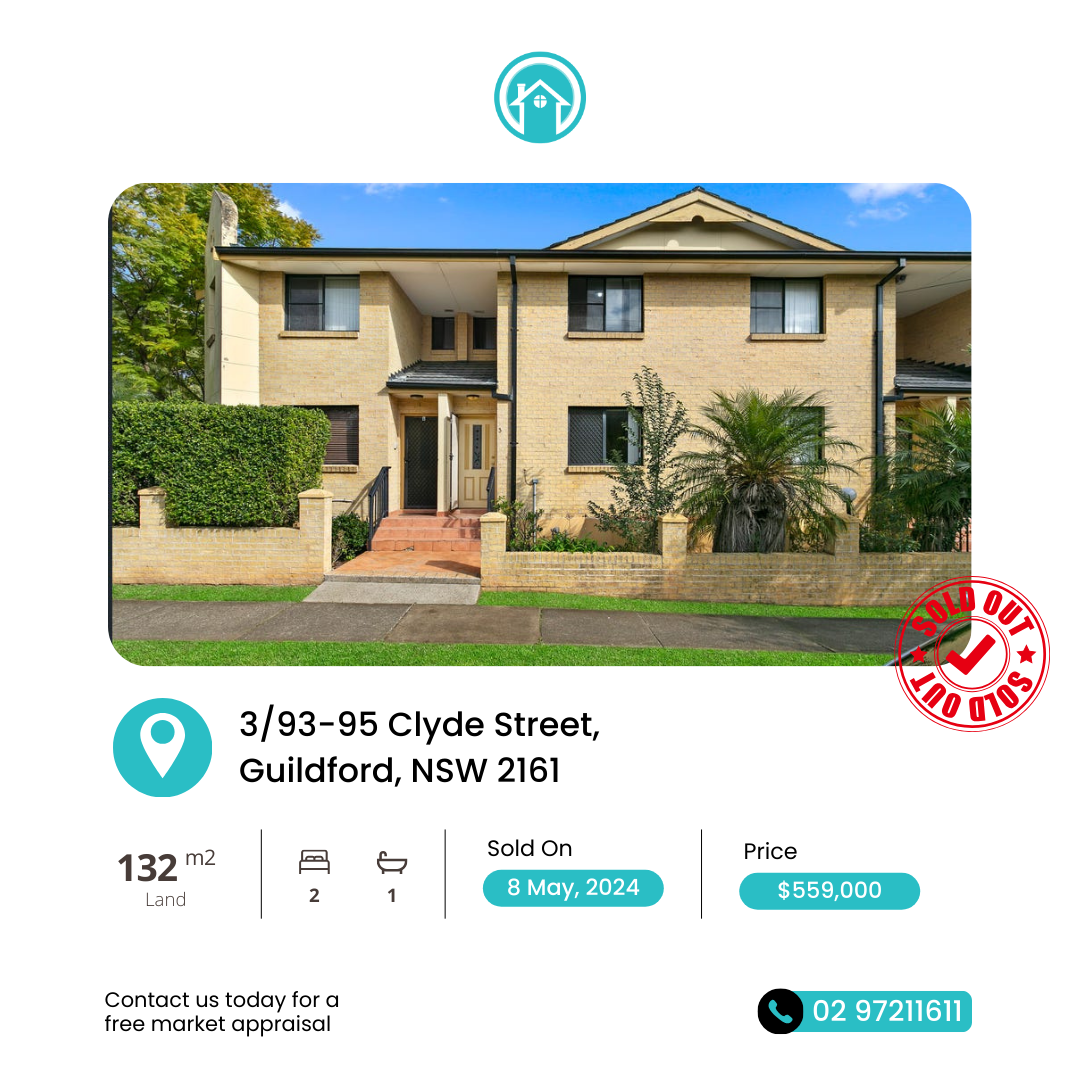 SOLD OUT
SOLD OUT
3/93-95 Clyde Street,
Guildford, NSW 2161
132 m2
Land
2
1
Sold On
8 May, 2024
Price
$559,000
Contact us today for a
free market appraisal
02 97211611